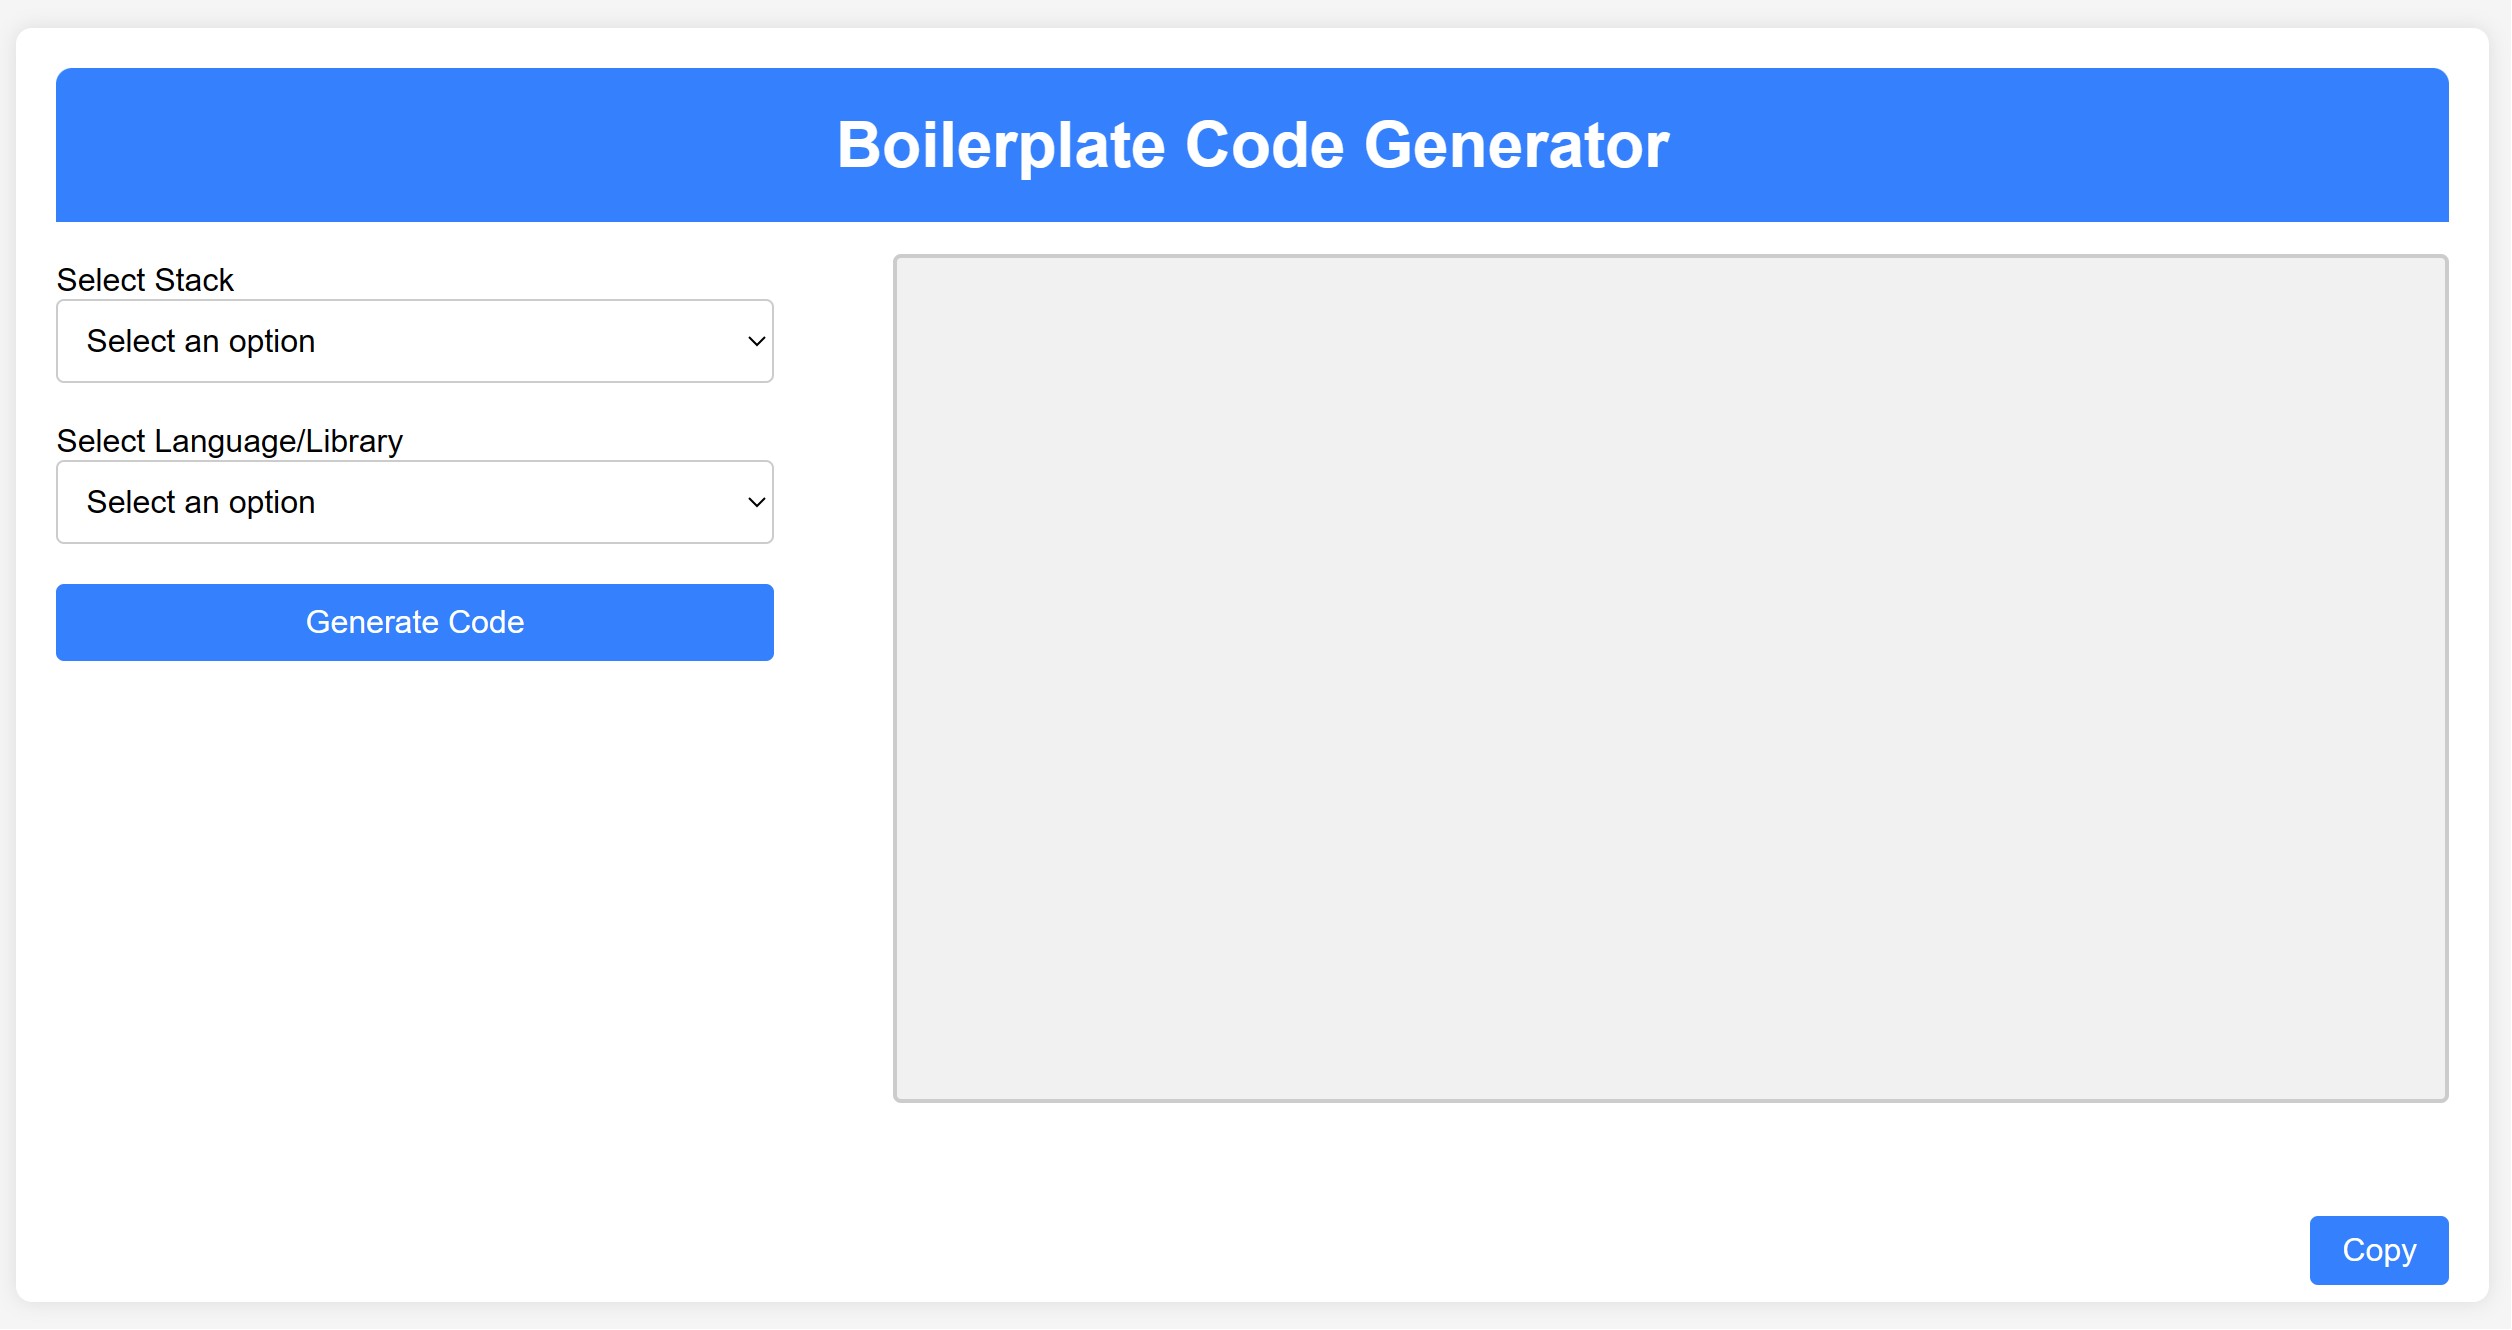 Boilerplate Code Generator
Select Stack
Select an option
Select Language/Library
Select an option
Generate Code
Copy